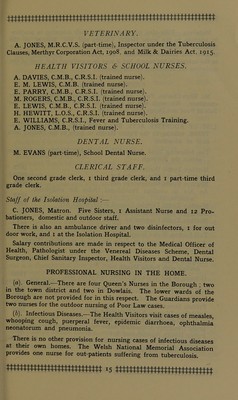 VETERINARY.
A. JONES, M.R.C.V.S. (part-time), Inspector under the Tuberculosis
Clauses, Merthyr Corporation Act, 1908. and Milk & Dairies Act. 1915.
HEALTH VISITORS & SCHOOL NURSES.
A. DAVIES, C.M.B., C.R.S.I. (trained nurse).
E. M. LEWIS, C.M.B. (trained nurse).
E. PARRY, C.M.B., C.R.S.I. (trained nurse).
M. ROGERS, C.M.B., C.R.S.I. (trained nurse).
E. LEWIS, C.M.B., C.R.S.I. (trained nurse).
H. HEWITT, L.O.S., C.R.S.I. (trained nurse).
E. WILLIAMS, C.R.S.I., Fever and Tuberculosis Training.
A. JONES, C.M.B., (trained nurse).
DENTAL NURSE.
M. EVANS (part-time), School Dental Nurse.
CLERICAL STAFF.
One second grade clerk, 1 third grade clerk, and 1 part-time third
grade clerk.
Staff of the Isolation Hospital :—
C. JONES, Matron. Five Sisters, 1 Assistant Nurse and 12 Pro-
bationers, domestic and outdoor staff.
There is also an ambulance driver and two disinfectors, 1 for out
door work, and 1 at the Isolation Hospital.
Salary contributions are made in respect to the Medical Officer of
Health, Pathologist under the Venereal Diseases Scheme, Dental
Surgeon, Chief Sanitary Inspector, Health Visitors and Dental Nurse.
PROFESSIONAL NURSING IN THE HOME.
(a). General.—There are four Queen's Nurses in the Borough ; two
in the town district and two in Dowlais. The lower wards of the
Borough are not provided for in this respect. The Guardians provide
two nurses for the outdoor nursing of Poor Law cases.
(b). Infectious Diseases.—The Health Visitors visit cases of measles,
whooping cough, puerperal fever, epidemic diarrhoea, ophthalmia
neonatorum and pneumonia.
There is no other provision for nursing cases of infectious diseases
at their own homes. The Welsh National Memorial Association
provides one nurse for out-patients suffering from tuberculosis.
15